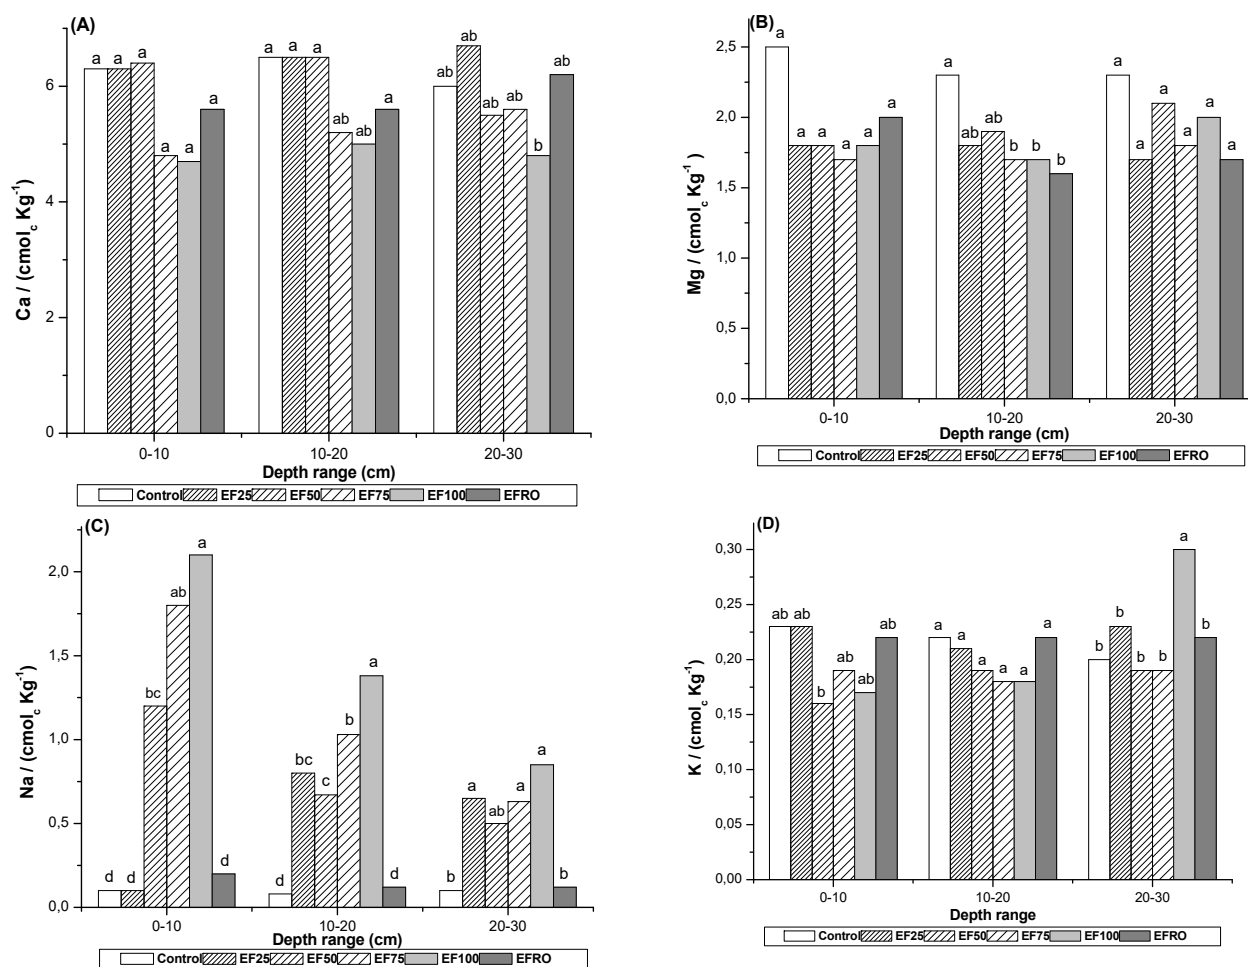 (A)
6
4
2
0
Ca / (cmol_c Kg^-1)
a a a a a a
a a a ab ab a
ab ab ab ab b ab
0-10 10-20 20-30
Depth range (cm)
Control EF25 EF50 EF75 EF100 EFRO
(B)
2,5
2,0
1,5
1,0
0,5
0,0
Mg / (cmol_c Kg^-1)
a a a a a a
a ab ab b b b
a a a a a a
0-10 10-20 20-30
Depth range (cm)
Control EF25 EF50 EF75 EF100 EFRO
(C)
2,0
1,5
1,0
0,5
0,0
Na / (cmol_c Kg^-1)
d d bc ab a d
d bc c b a d
b a ab a a b
0-10 10-20 20-30
Depth range (cm)
Control EF25 EF50 EF75 EF100 EFRO
(D)
0,30
0,25
0,20
0,15
0,10
0,05
0,00
K / (cmol_c Kg^-1)
ab ab b ab ab ab
a a a a a a
b b b b a b
0-10 10-20 20-30
Depth range
Control EF25 EF50 EF75 EF100 EFRO